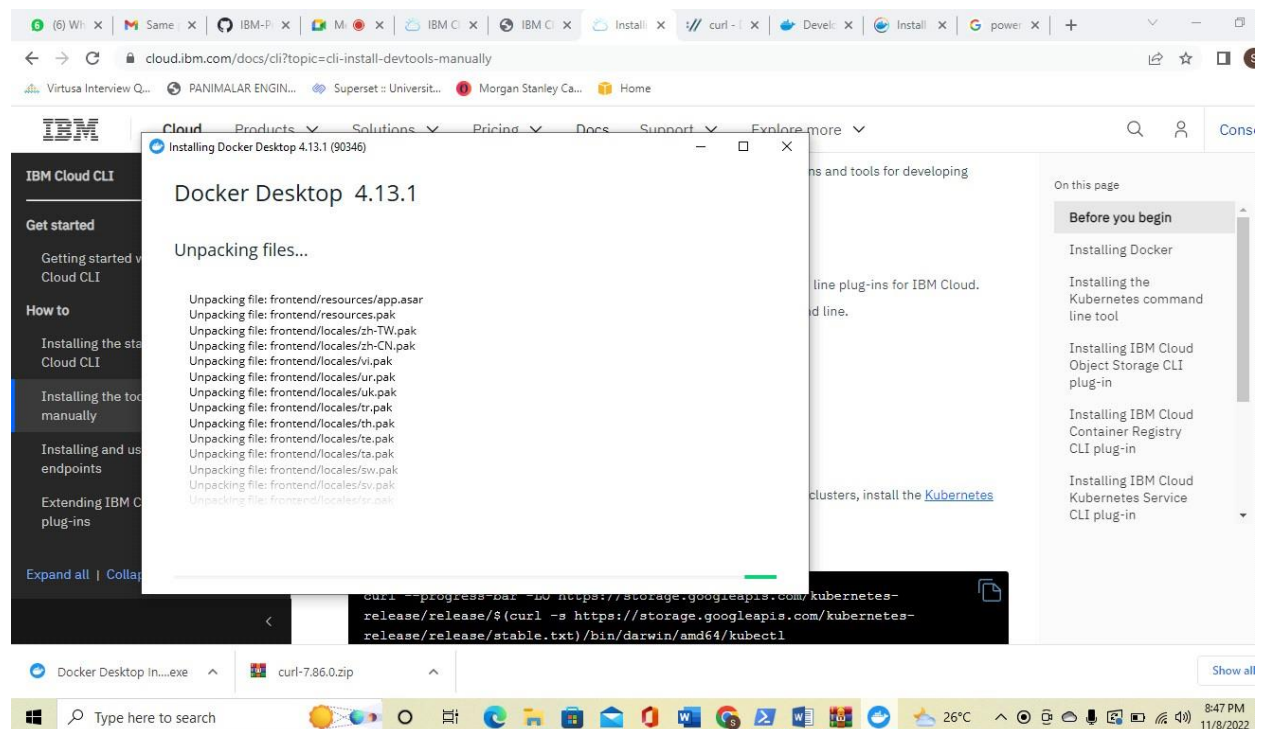 (6) Wh
Same
IBM-P
M
IBM C
IBM Cl
Install
curl - (
Develo
Install
power
cloud.ibm.com/docs/cli?topic=cli-install-devtools-manually
Virtusa Interview Q...
PANIMALAR ENGIN...
Superset :: Universit...
Morgan Stanley Ca...
Home
IBM
Cloud Products Solutions Pricing Docs Support Explore more
Installing Docker Desktop 4.13.1 (90346)
Docker Desktop 4.13.1
Unpacking files...
Unpacking file: frontend/resources/app.asar
Unpacking file: frontend/resources.pak
Unpacking file: frontend/locales/zh-TW.pak
Unpacking file: frontend/locales/zh-CN.pak
Unpacking file: frontend/locales/vi.pak
Unpacking file: frontend/locales/ur.pak
Unpacking file: frontend/locales/uk.pak
Unpacking file: frontend/locales/tr.pak
Unpacking file: frontend/locales/th.pak
Unpacking file: frontend/locales/te.pak
Unpacking file: frontend/locales/ta.pak
Unpacking file: frontend/locales/sw.pak
Unpacking file: frontend/locales/sv.pak
Unpacking file: frontend/locales/sr.pak
IBM Cloud CLI
Get started
Getting started
Cloud CLI
How to
Installing the sta
Cloud CLI
Installing the too
manually
Installing and us
endpoints
Extending IBM C
plug-ins
Expand all | Collap
ns and tools for developing
line plug-ins for IBM Cloud.
d line.
clusters, install the Kubernetes
curl --progress-bar -LO https://storage.googleapis.com/kubernetes-
release/release/$(curl -s https://storage.googleapis.com/kubernetes-
release/release/stable.txt)/bin/darwin/amd64/kubectl
On this page
Before you begin
Installing Docker
Installing the
Kubernetes command
line tool
Installing IBM Cloud
Object Storage CLI
plug-in
Installing IBM Cloud
Container Registry
CLI plug-in
Installing IBM Cloud
Kubernetes Service
CLI plug-in
Docker Desktop In....exe
curl-7.86.0.zip
Show all
Type here to search
26°C
8:47 PM
11/8/2022